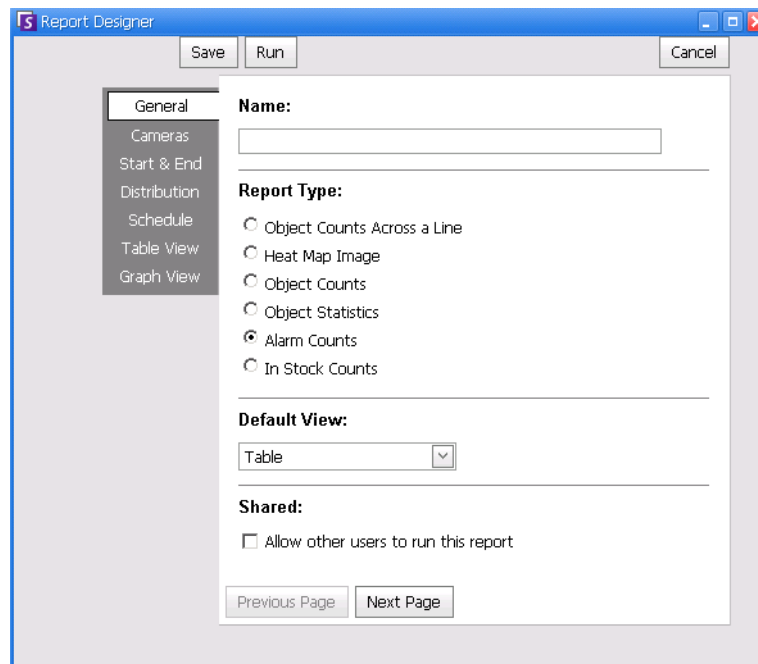 Report Designer
Save Run Cancel
General
Cameras
Start & End
Distribution
Schedule
Table View
Graph View
Name:
Report Type:
Object Counts Across a Line
Heat Map Image
Object Counts
Object Statistics
Alarm Counts
In Stock Counts
Default View:
Table
Shared:
Allow other users to run this report
Previous Page Next Page